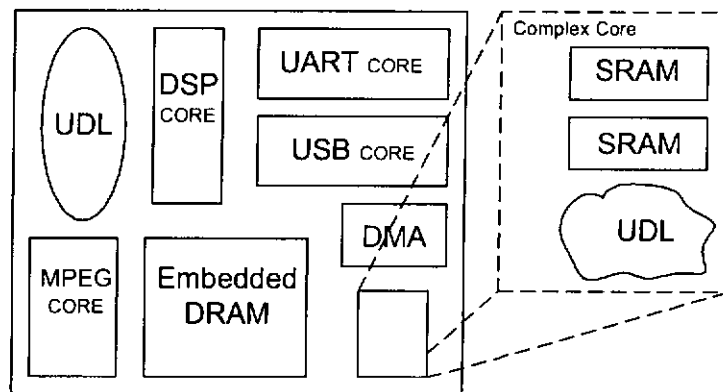 UDL
DSP
CORE
UART CORE
USB CORE
DMA
MPEG
CORE
Embedded
DRAM
Complex Core
SRAM
SRAM
UDL